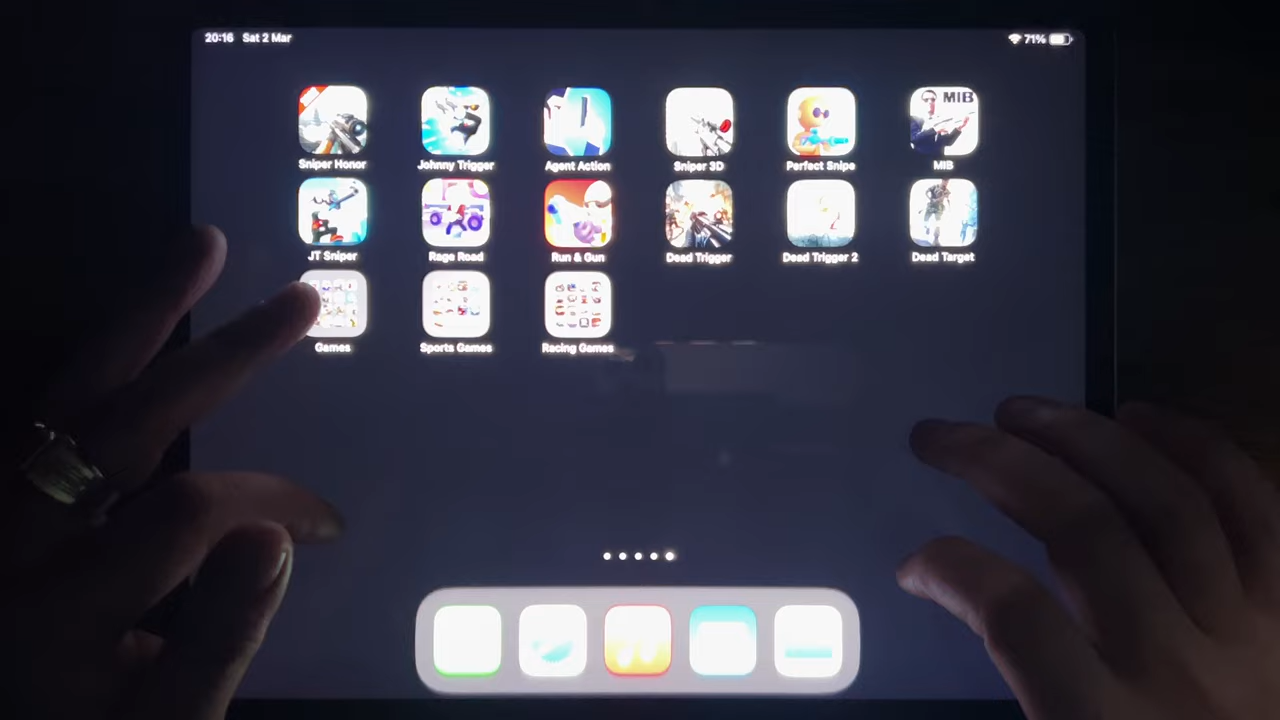 20:16 Sat 2 Mar 71%
MIB
Sniper Honor Johnny Trigger Agent Action Sniper 3D Perfect Snipe MIB
JT Sniper Rage Road Run & Gun Dead Trigger Dead Trigger 2 Dead Target
Games Sports Games Racing Games